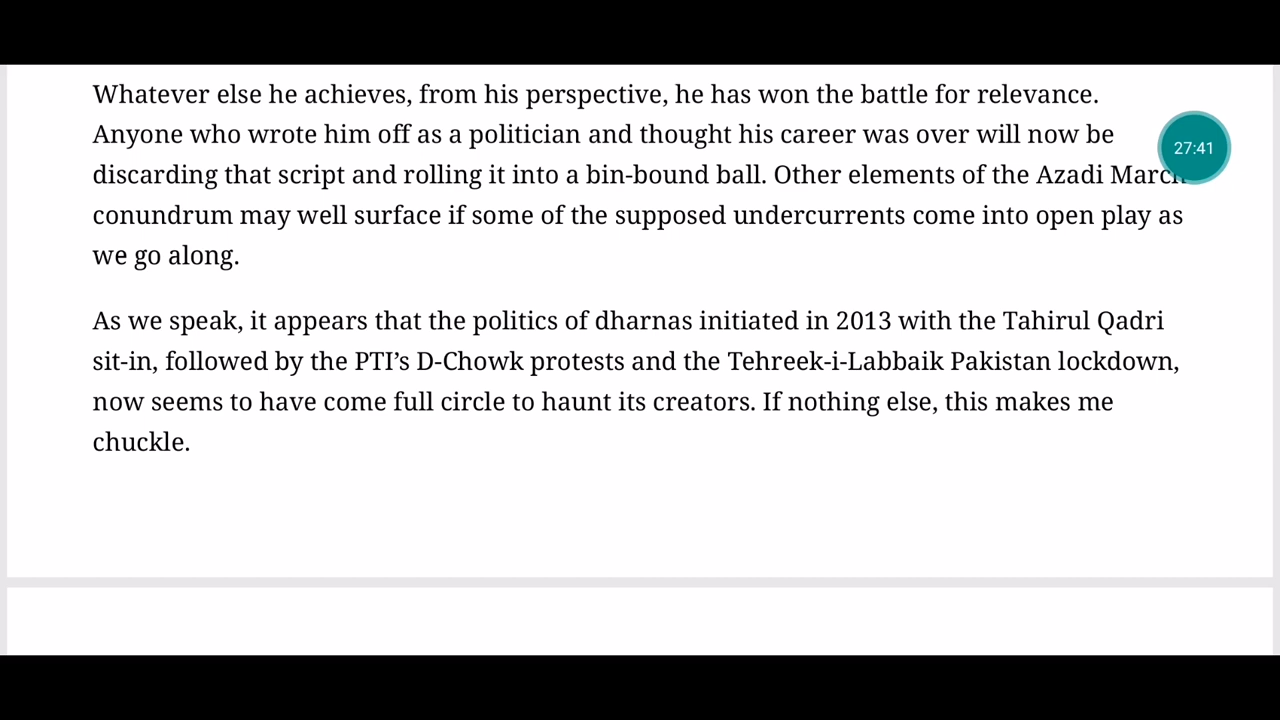 Whatever else he achieves, from his perspective, he has won the battle for relevance.
Anyone who wrote him off as a politician and thought his career was over will now be
27:41
discarding that script and rolling it into a bin-bound ball. Other elements of the Azadi March
conundrum may well surface if some of the supposed undercurrents come into open play as
we go along.
As we speak, it appears that the politics of dharnas initiated in 2013 with the Tahirul Qadri
sit-in, followed by the PTI’s D-Chowk protests and the Tehreek-i-Labbaik Pakistan lockdown,
now seems to have come full circle to haunt its creators. If nothing else, this makes me
chuckle.